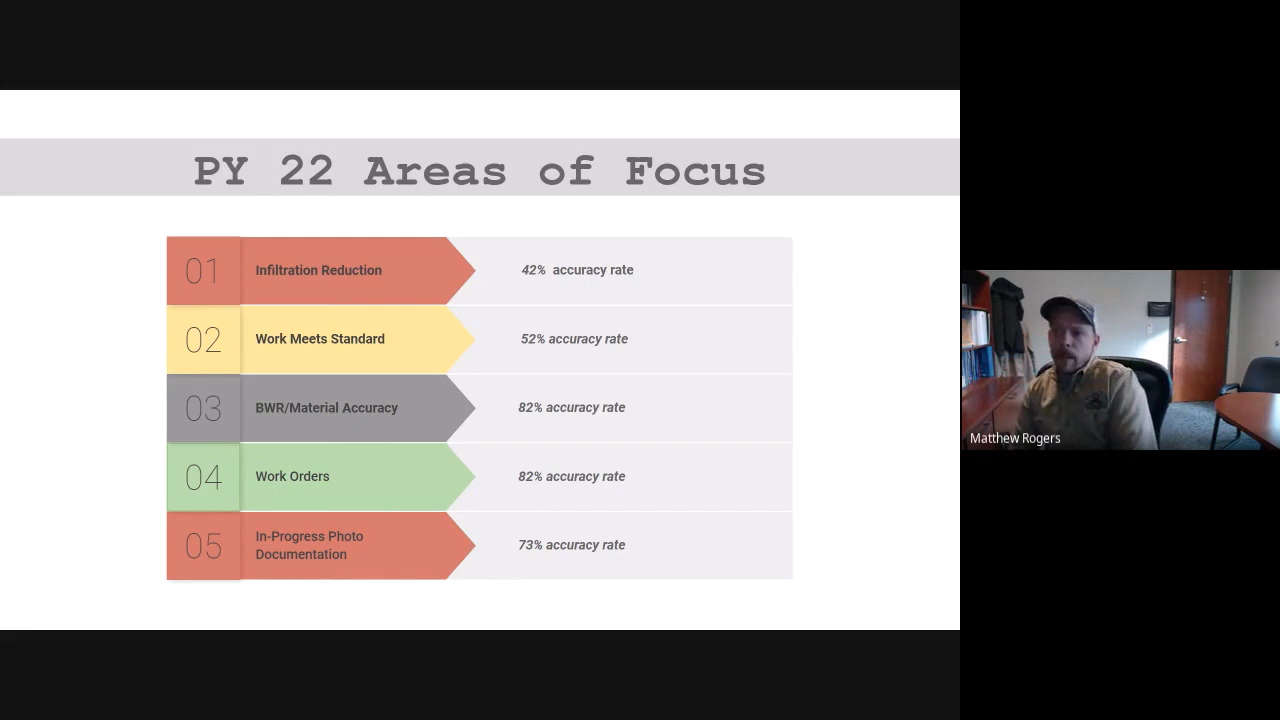 PY 22 Areas of Focus
01 Infiltration Reduction 42% accuracy rate
02 Work Meets Standard 52% accuracy rate
03 BWR/Material Accuracy 82% accuracy rate
04 Work Orders 82% accuracy rate
05 In-Progress Photo
Documentation 73% accuracy rate
Matthew Rogers